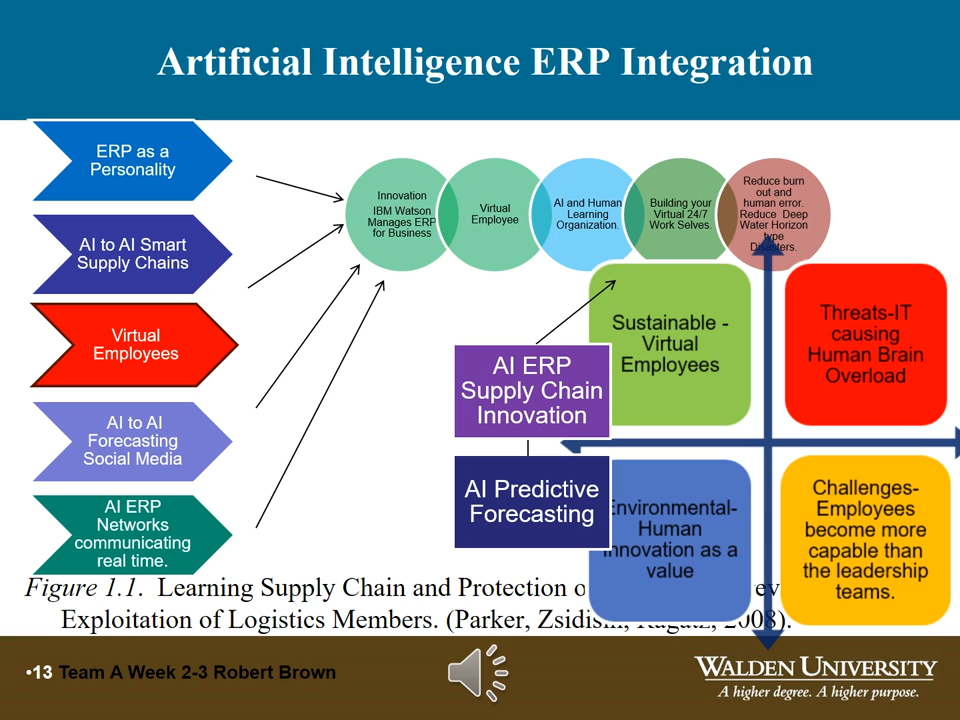 Artificial Intelligence ERP Integration
ERP as a
Personality
AI to AI Smart
Supply Chains
Virtual
Employees
AI to AI
Forecasting
Social Media
AI ERP
Networks
communicating
real time.
Innovation
IBM Watson
Manages ERP
for Business
Virtual
Employee
AI and Human
Learning
Organization.
Building your
Virtual 24/7
Work Selves.
Reduce burn
out and
human error.
Reduce Deep
Water Horizon
type
Disasters.
AI ERP
Supply Chain
Innovation
AI Predictive
Forecasting
Sustainable -
Virtual
Employees
Threats-IT
causing
Human Brain
Overload
Environmental-
Human
Innovation as a
value
Challenges-
Employees
become more
capable than
the leadership
teams.
Figure 1.1. Learning Supply Chain and Protection
Exploitation of Logistics Members. (Parker, Zsidisin, Ragatz, 2008).
•13 Team A Week 2-3 Robert Brown
WALDEN UNIVERSITY
A higher degree. A higher purpose.